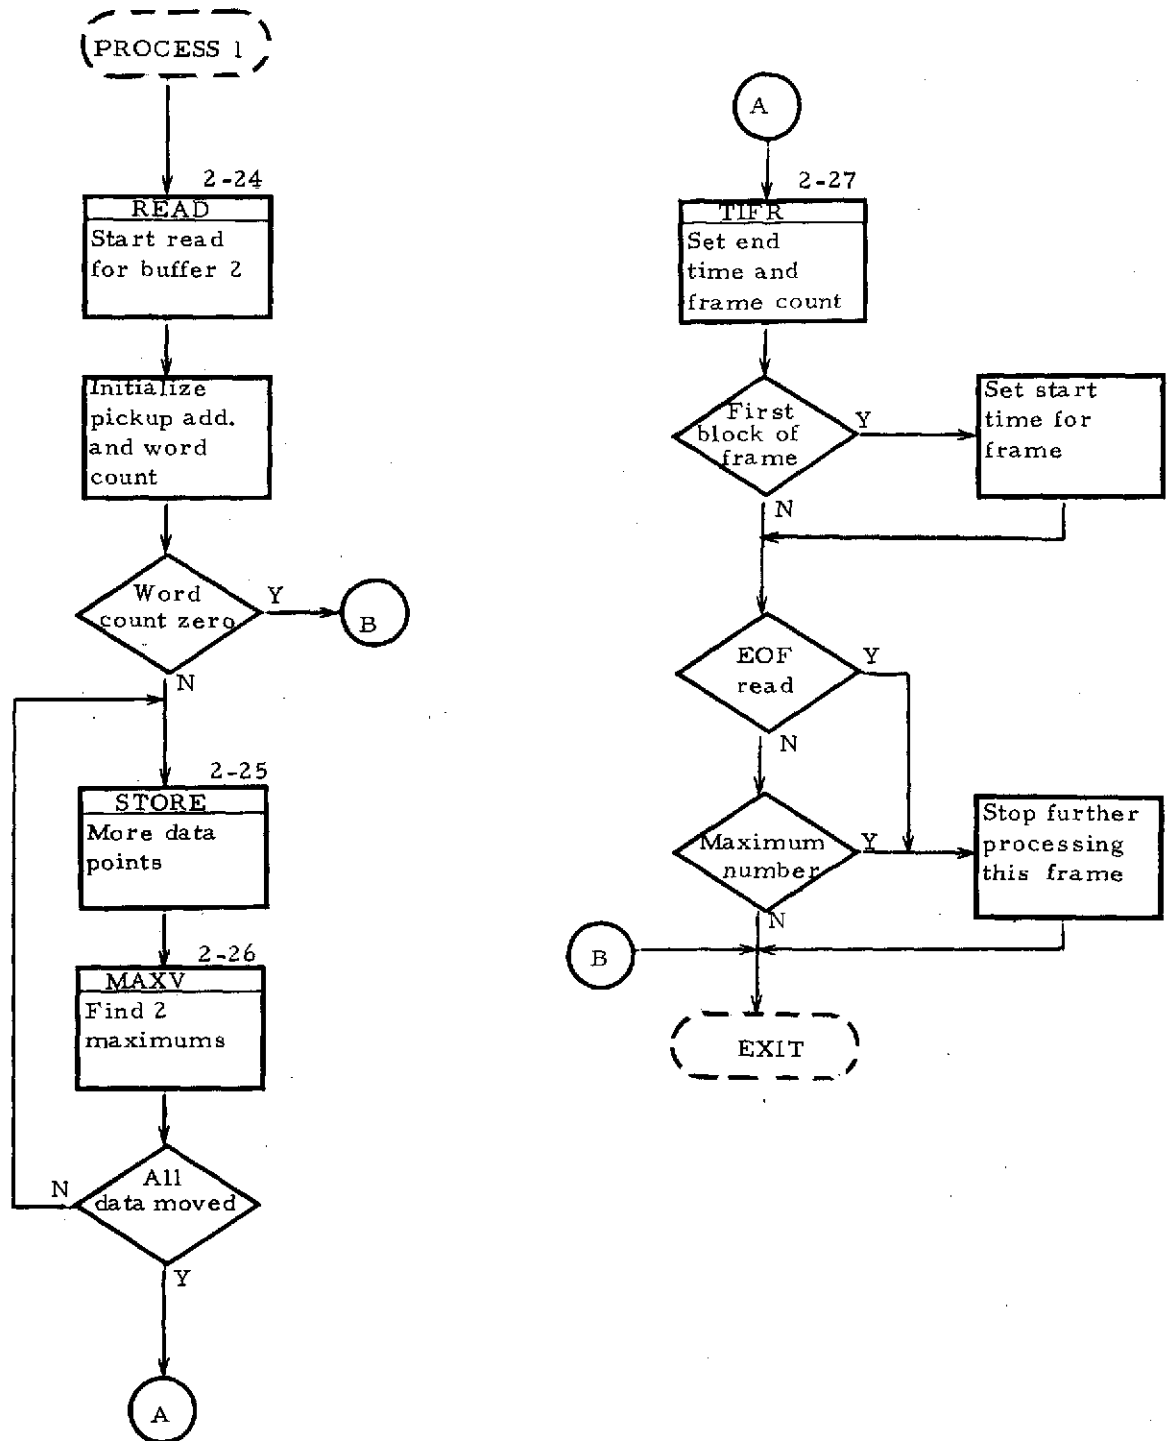 PROCESS 1
2-24
READ
Start read
for buffer 2
Initialize
pickup add.
and word
count
Word
count zero
Y
B
N
2-25
STORE
More data
points
2-26
MAXV
Find 2
maximums
All
data moved
N
Y
A
A
2-27
TIFR
Set end
time and
frame count
First
block of
frame
Y
Set start
time for
frame
N
EOF
read
Y
N
Maximum
number
Y
Stop further
processing
this frame
N
B
EXIT